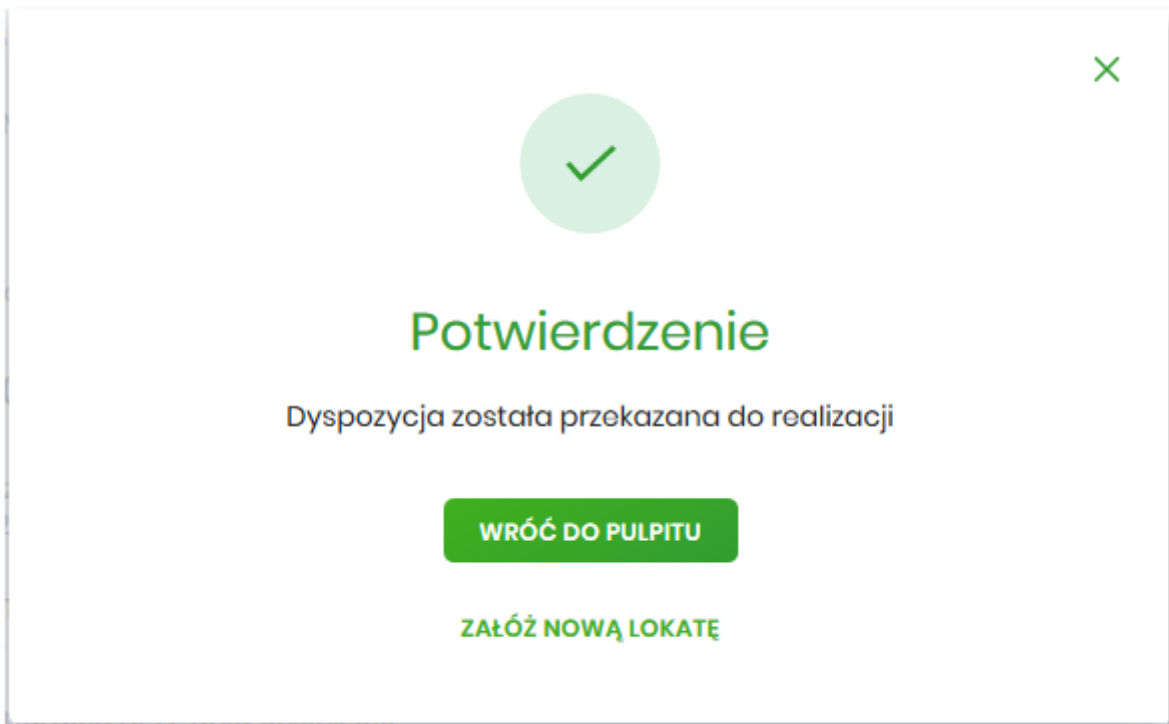 Potwierdzenie
Dyspozycja została przekazana do realizacji
WRÓĆ DO PULPITU
ZAŁÓŻ NOWĄ LOKATĘ